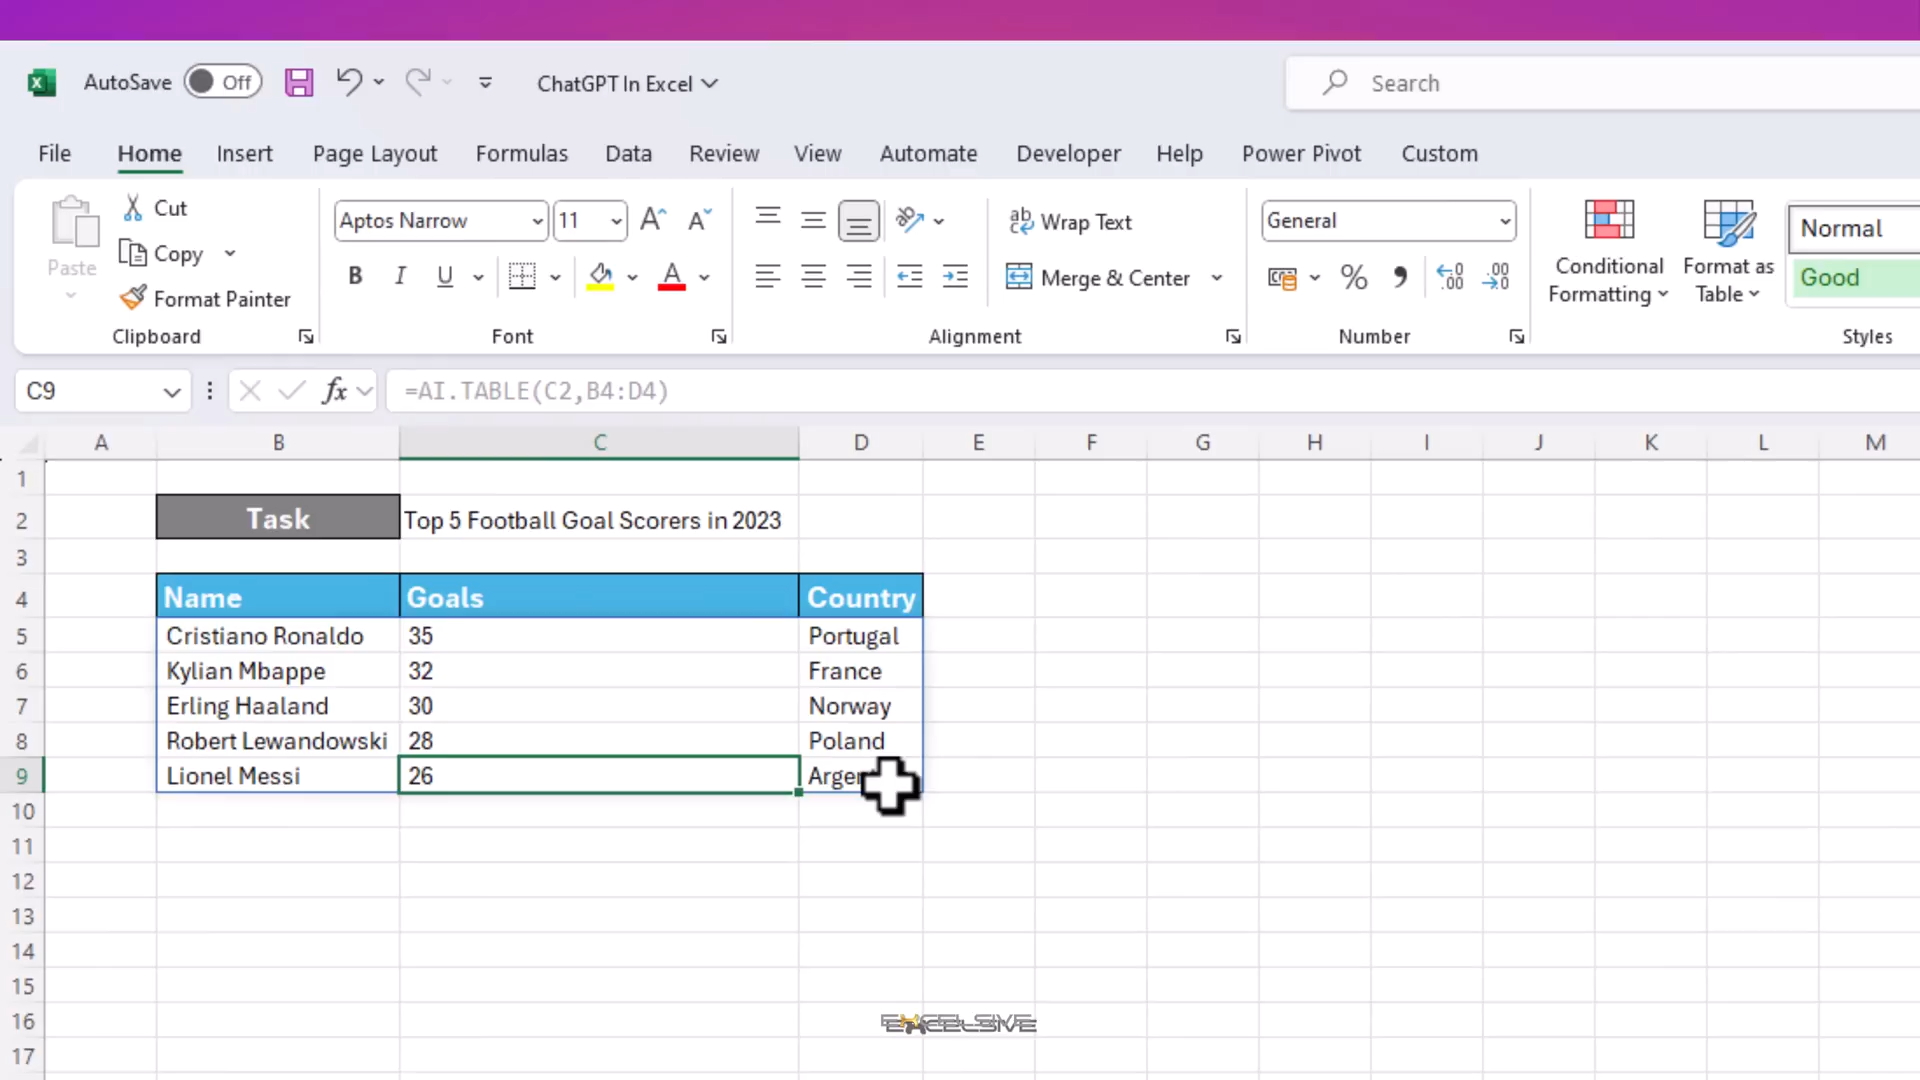 AutoSave Off ChatGPT In Excel Search
File Home Insert Page Layout Formulas Data Review View Automate Developer Help Power Pivot Custom
Paste
Cut
Copy
Format Painter
Clipboard
Aptos Narrow 11
B I U A
Font
Wrap Text
Merge & Center
Alignment
General
Number
Conditional Formatting
Format as Table
Normal
Good
Styles
C9 fx =AI.TABLE(C2,B4:D4)
A B C D E F G H I J K L M
1
2 Task Top 5 Football Goal Scorers in 2023
3
4 Name Goals Country
5 Cristiano Ronaldo 35 Portugal
6 Kylian Mbappe 32 France
7 Erling Haaland 30 Norway
8 Robert Lewandowski 28 Poland
9 Lionel Messi 26
10
11
12
13
14
15
16
17
EXCELSIVE